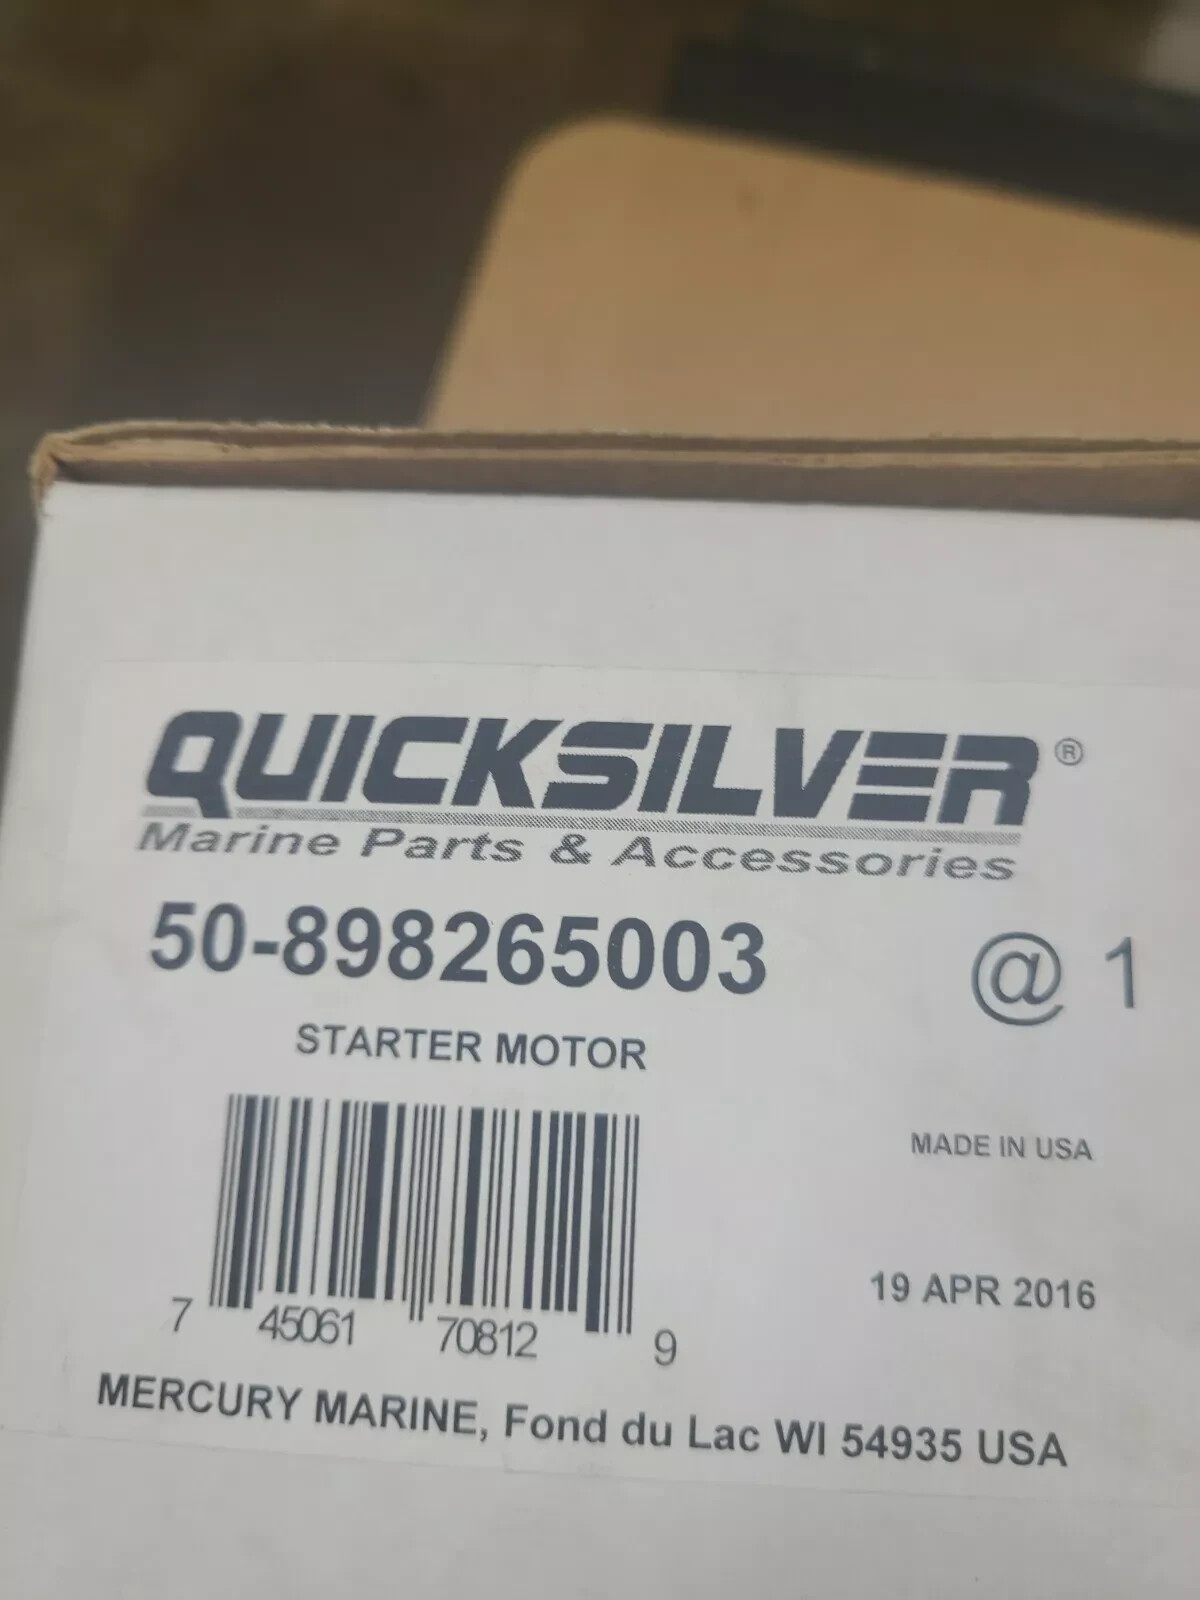 QUICKSILVER®
Marine Parts & Accessories
50-898265003 @ 1
STARTER MOTOR
MADE IN USA
19 APR 2016
7 45061 70812 9
MERCURY MARINE, Fond du Lac WI 54935 USA